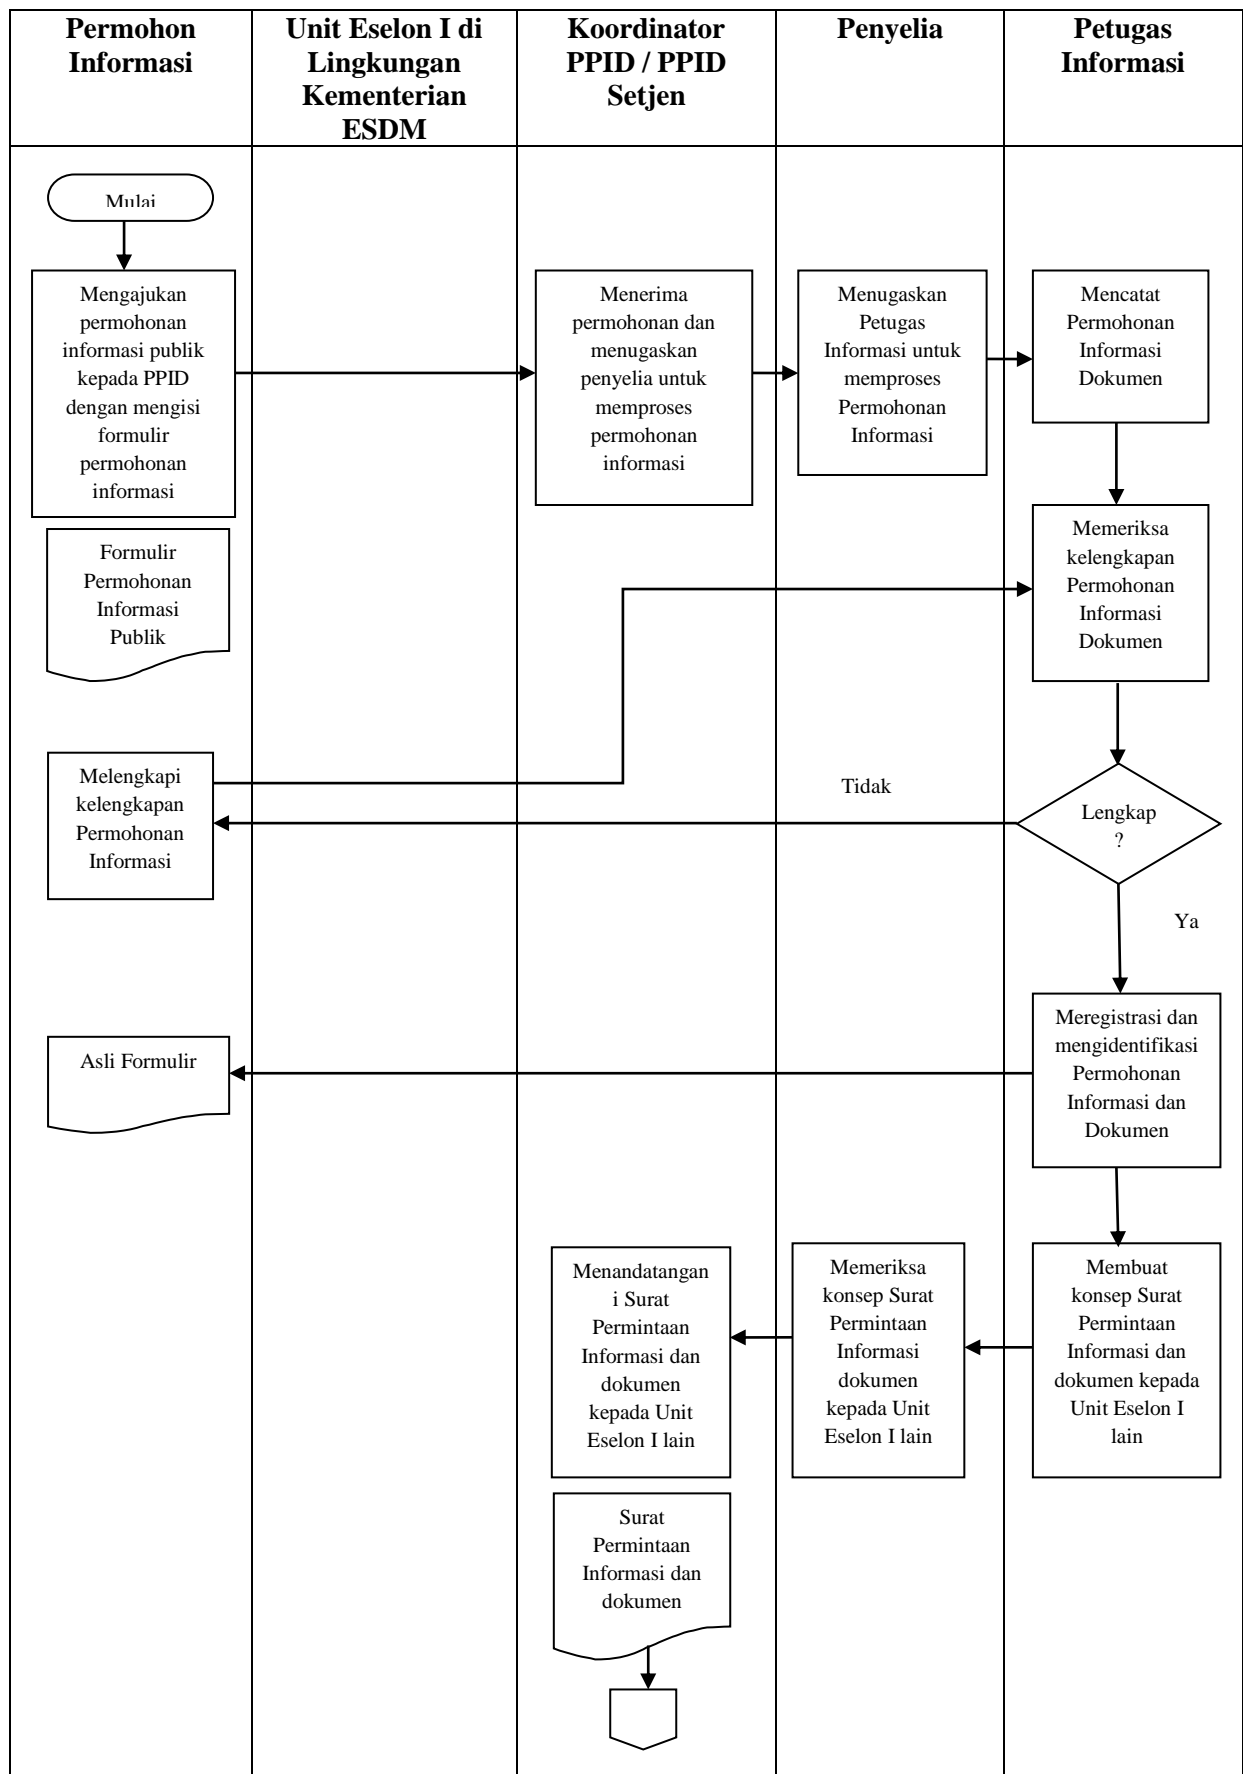 Permohon
Informasi
Unit Eselon I di
Lingkungan
Kementerian
ESDM
Koordinator
PPID / PPID
Setjen
Penyelia
Petugas
Informasi
Mulai
Mengajukan
permohonan
informasi publik
kepada PPID
dengan mengisi
formulir
permohonan
informasi
Menerima
permohonan dan
menugaskan
penyelia untuk
memproses
permohonan
informasi
Menugaskan
Petugas
Informasi untuk
memproses
Permohonan
Informasi
Mencatat
Permohonan
Informasi
Dokumen
Formulir
Permohonan
Informasi
Publik
Memeriksa
kelengkapan
Permohonan
Informasi
Dokumen
Melengkapi
kelengkapan
Permohonan
Informasi
Tidak
Lengkap
?
Ya
Asli Formulir
Meregistrasi dan
mengidentifikasi
Permohonan
Informasi dan
Dokumen
Menandatangan
i Surat
Permintaan
Informasi dan
dokumen
kepada Unit
Eselon I lain
Memeriksa
konsep Surat
Permintaan
Informasi
dokumen
kepada Unit
Eselon I lain
Membuat
konsep Surat
Permintaan
Informasi dan
dokumen kepada
Unit Eselon I
lain
Surat
Permintaan
Informasi dan
dokumen